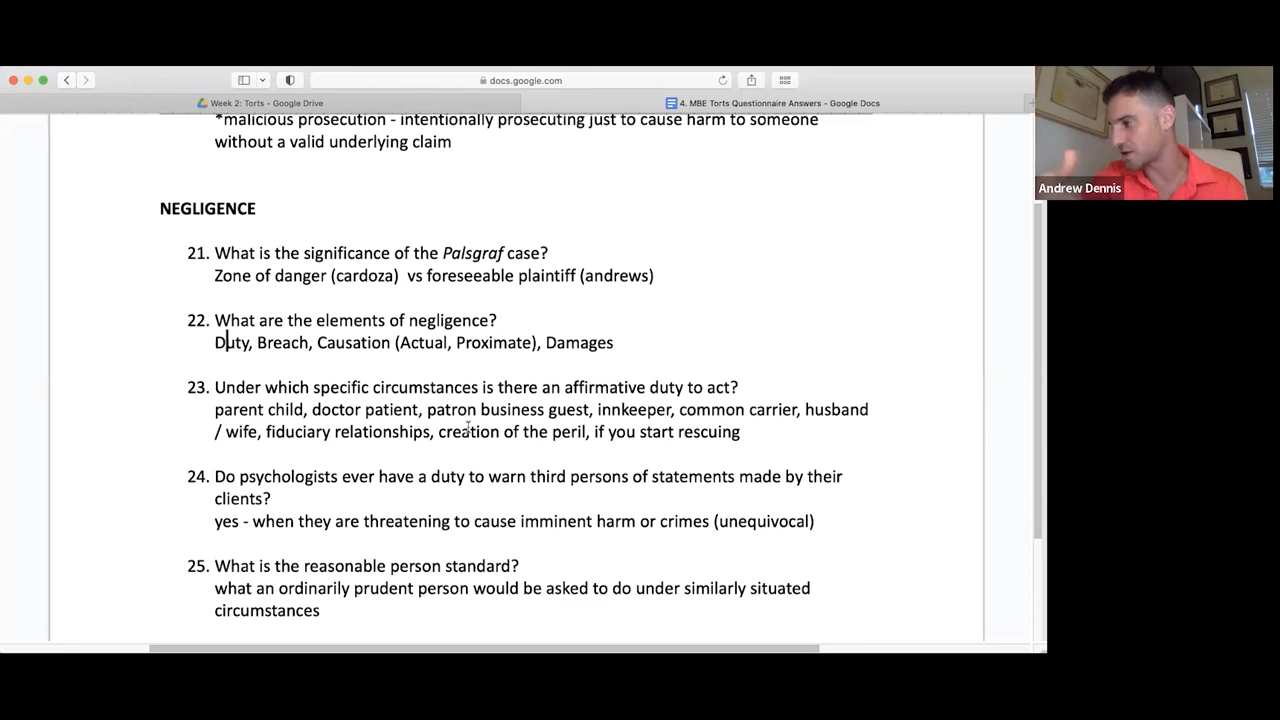 docs.google.com
Week 2: Torts - Google Drive
4. MBE Torts Questionnaire Answers - Google Docs
*malicious prosecution - intentionally prosecuting just to cause harm to someone
without a valid underlying claim
Andrew Dennis
NEGLIGENCE
21. What is the significance of the Palsgraf case?
Zone of danger (cardoza) vs foreseeable plaintiff (andrews)
22. What are the elements of negligence?
Duty, Breach, Causation (Actual, Proximate), Damages
23. Under which specific circumstances is there an affirmative duty to act?
parent child, doctor patient, patron business guest, innkeeper, common carrier, husband
/ wife, fiduciary relationships, creation of the peril, if you start rescuing
24. Do psychologists ever have a duty to warn third persons of statements made by their
clients?
yes - when they are threatening to cause imminent harm or crimes (unequivocal)
25. What is the reasonable person standard?
what an ordinarily prudent person would be asked to do under similarly situated
circumstances